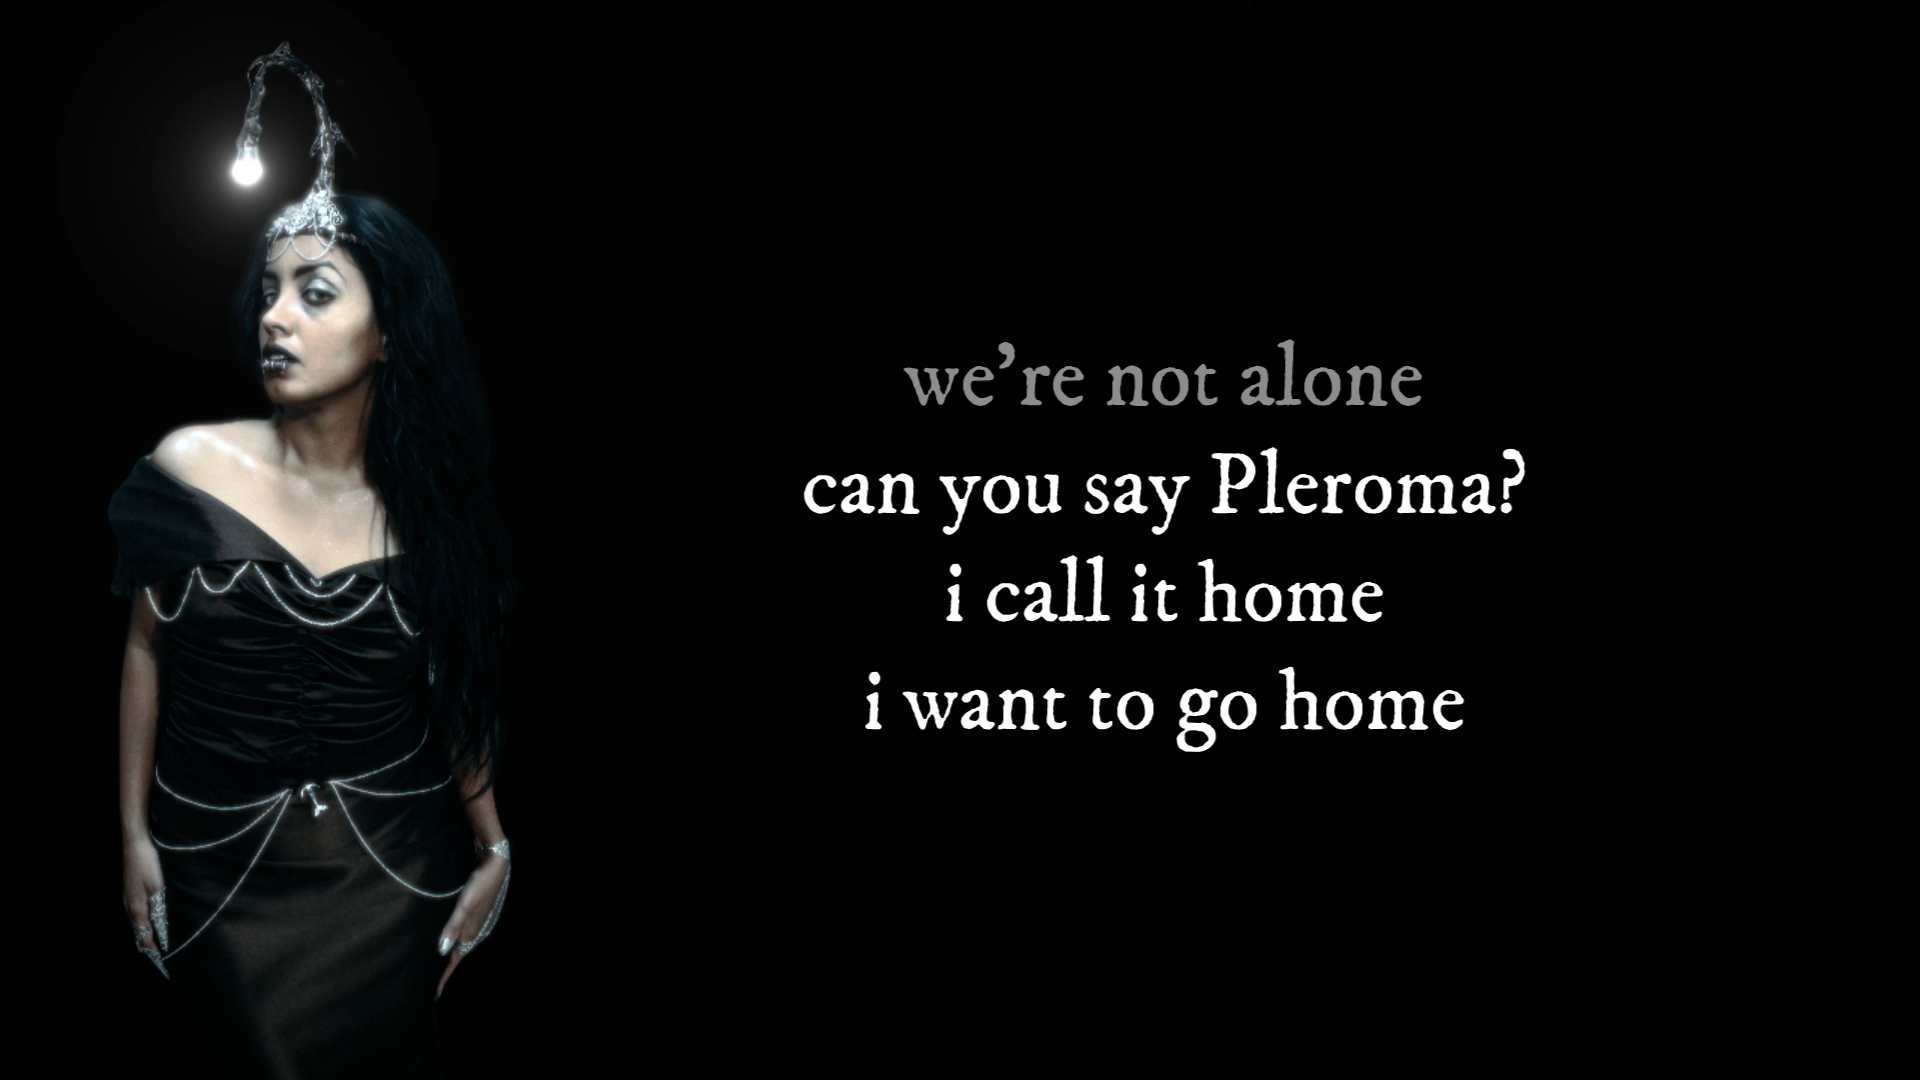 we’re not alone
can you say Pleroma?
i call it home
i want to go home